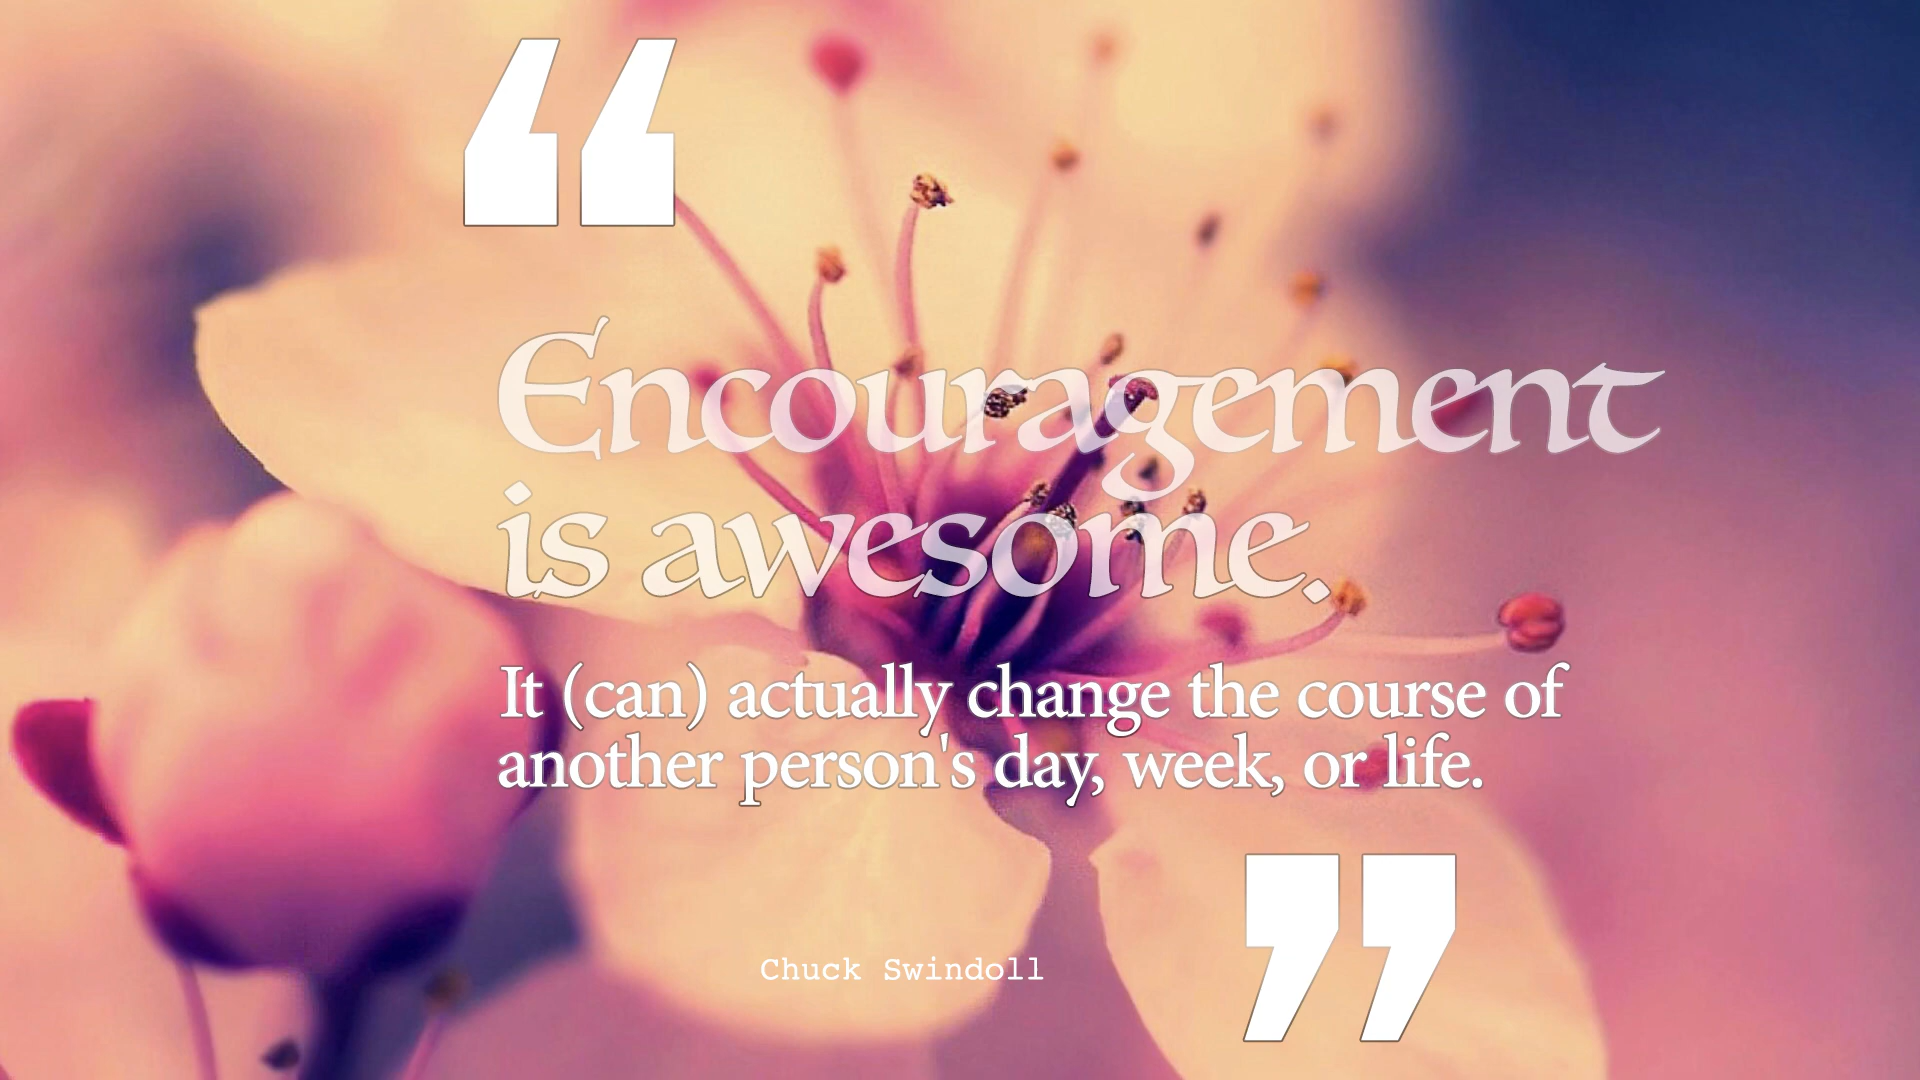 “
Encouragement
is awesome.
It (can) actually change the course of
another person's day, week, or life.
”
Chuck Swindoll